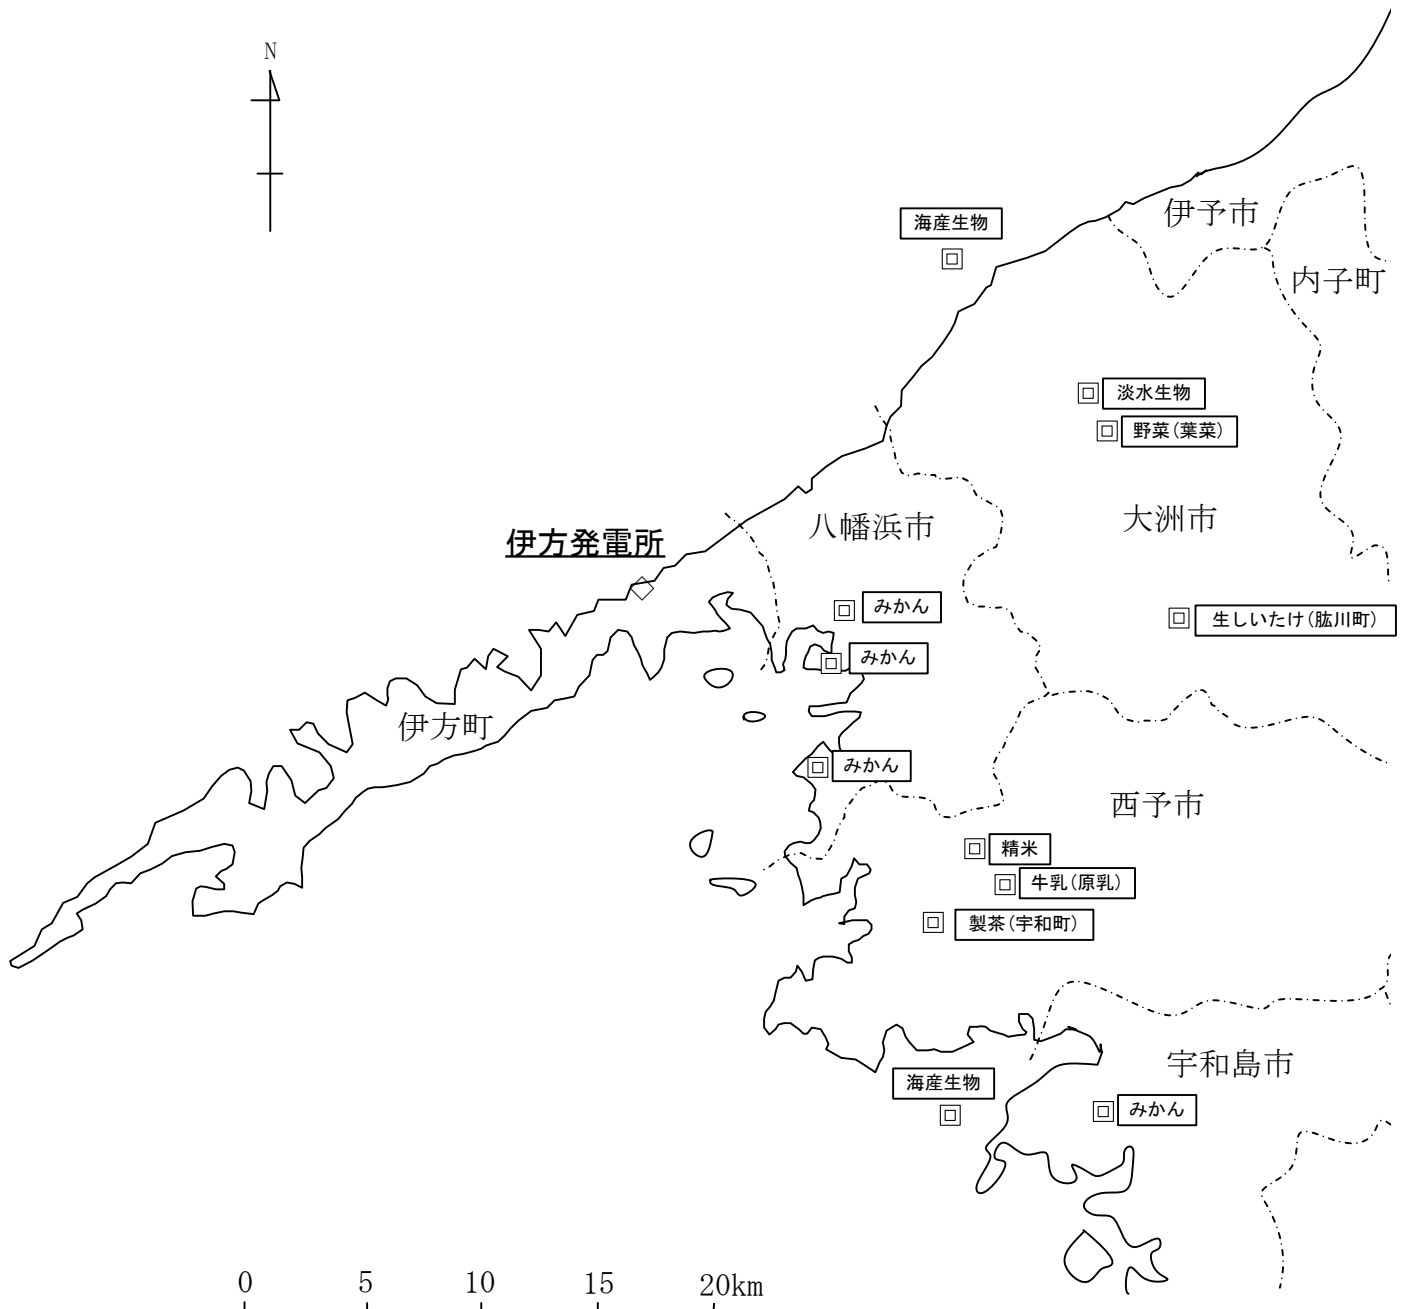 N
伊予市
海産生物
内子町
淡水生物
野菜(葉菜)
大洲市
八幡浜市
伊方発電所
みかん
生しいたけ(肱川町)
みかん
伊方町
みかん
西予市
精米
牛乳(原乳)
製茶(宇和町)
宇和島市
海産生物
みかん
0 5 10 15 20km